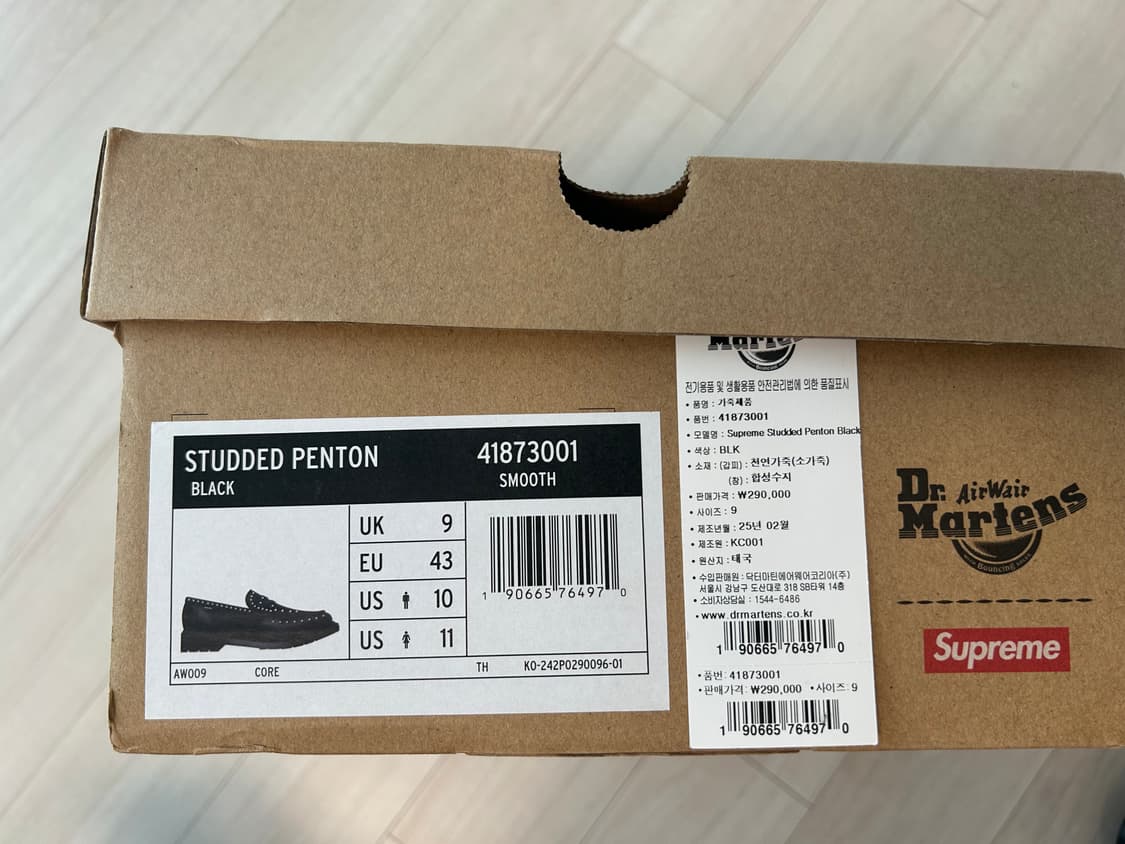 STUDDED PENTON
BLACK
41873001
SMOOTH
UK 9
EU 43
US 10
US 11
1 90665 76497 0
AW009 CORE TH KO-242P0290096-01
Martens
전기용품 및 생활용품 안전관리법에 의한 품질표시
• 품명 : 가죽제품
• 품번 : 41873001
• 모델명 : Supreme Studded Penton Black
• 색상 : BLK
• 소재 : (갑피) : 천연가죽(소가죽)
(창) : 합성수지
• 판매가격 : ₩290,000
• 사이즈 : 9
• 제조년월 : 25년 02월
• 제조원 : KC001
• 원산지 : 태국
• 수입판매원 : 닥터마틴에어웨어코리아(주)
서울시 강남구 도산대로 318 SB타워 14층
• 소비자상담실 : 1544-6486
• www.drmartens.co.kr
1 90665 76497 0
• 품번: 41873001
• 판매가격: ₩290,000 • 사이즈: 9
1 90665 76497 0
Dr. AirWair
Martens
With Bouncing Soles
Supreme